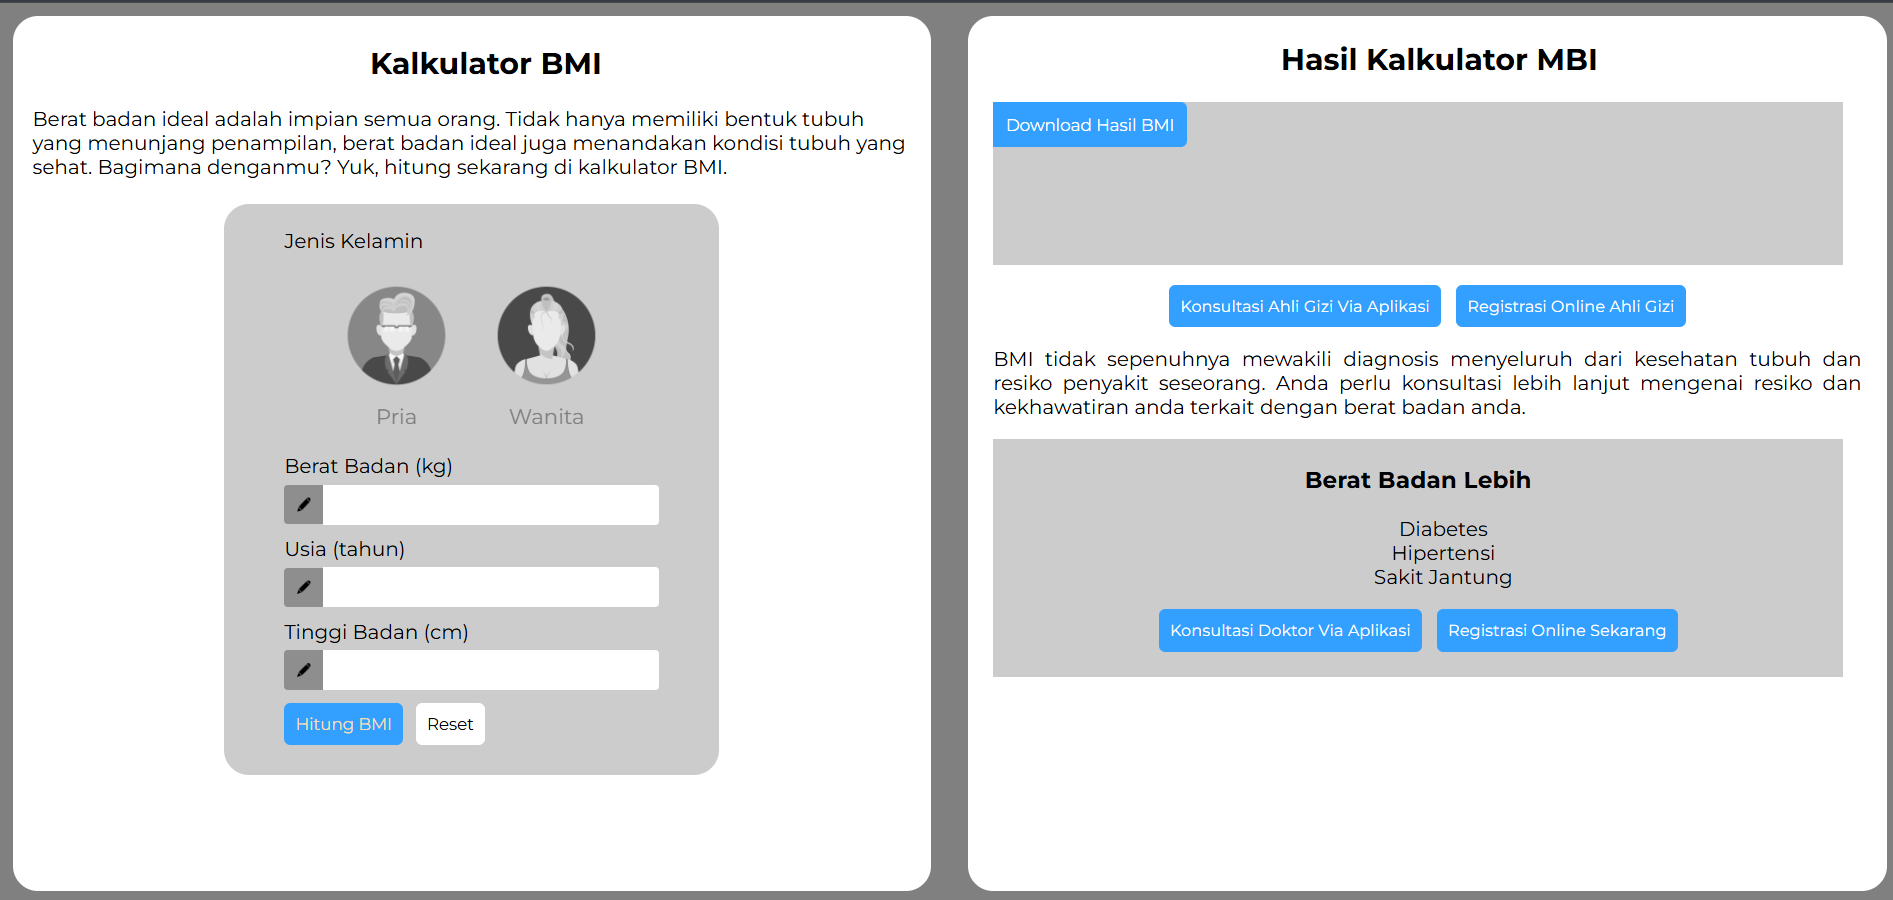 Kalkulator BMI
Berat badan ideal adalah impian semua orang. Tidak hanya memiliki bentuk tubuh
yang menunjang penampilan, berat badan ideal juga menandakan kondisi tubuh yang
sehat. Bagimana denganmu? Yuk, hitung sekarang di kalkulator BMI.
Jenis Kelamin
Pria
Wanita
Berat Badan (kg)
Usia (tahun)
Tinggi Badan (cm)
Hitung BMI
Reset
Hasil Kalkulator MBI
Download Hasil BMI
Konsultasi Ahli Gizi Via Aplikasi
Registrasi Online Ahli Gizi
BMI tidak sepenuhnya mewakili diagnosis menyeluruh dari kesehatan tubuh dan
resiko penyakit seseorang. Anda perlu konsultasi lebih lanjut mengenai resiko dan
kekhawatiran anda terkait dengan berat badan anda.
Berat Badan Lebih
Diabetes
Hipertensi
Sakit Jantung
Konsultasi Doktor Via Aplikasi
Registrasi Online Sekarang